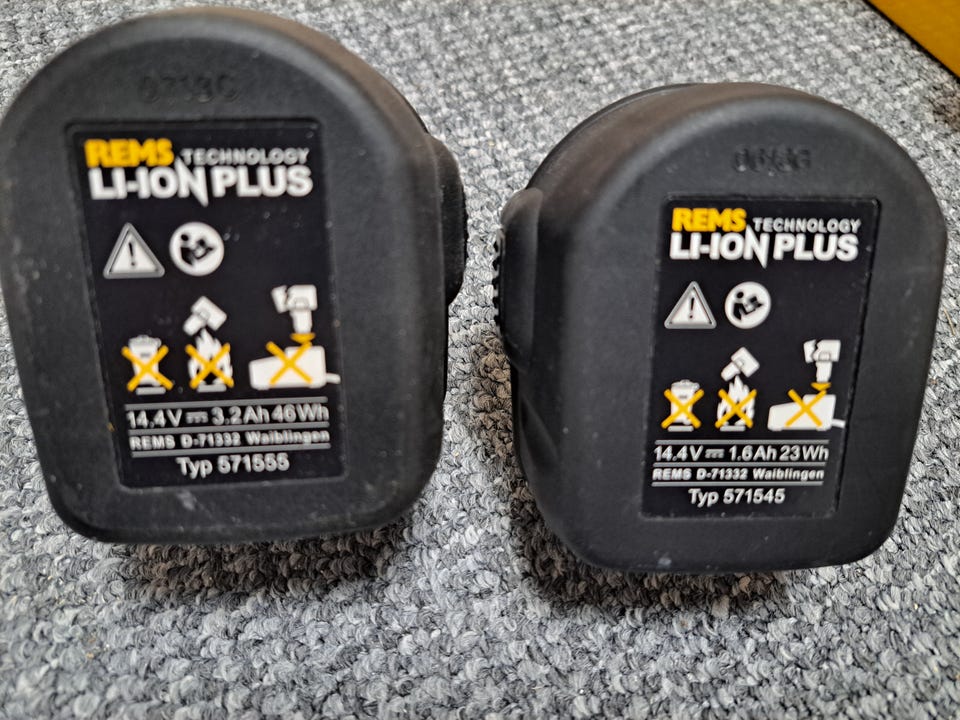 REMS TECHNOLOGY
LI-ION PLUS
14,4V 3.2Ah 46Wh
REMS D-71332 Waiblingen
Typ 571555
REMS TECHNOLOGY
LI-ION PLUS
14.4V 1.6Ah 23Wh
REMS D-71332 Waiblingen
Typ 571545